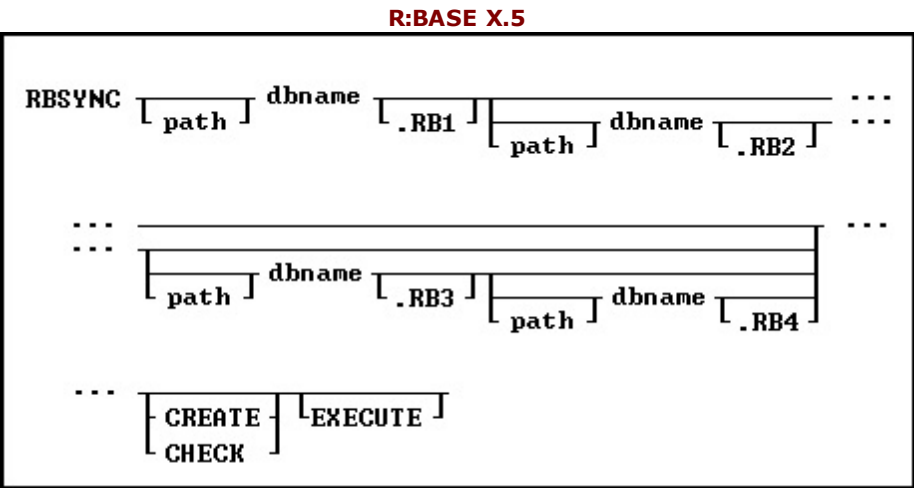 R:BASE X.5
RBSYNC path dbname .RB1 path dbname .RB2 ...
...
... path dbname .RB3 path dbname .RB4 ...
...
... CREATE EXECUTE
CHECK